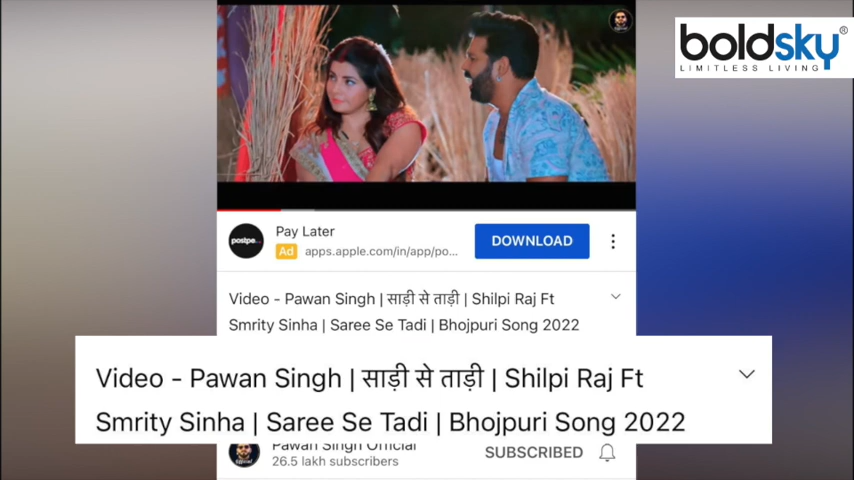 boldsky®
LIMITLESS LIVING
postpe
Pay Later
Ad apps.apple.com/in/app/po...
DOWNLOAD
Video - Pawan Singh | साड़ी से ताड़ी | Shilpi Raj Ft
Smrity Sinha | Saree Se Tadi | Bhojpuri Song 2022
Video - Pawan Singh | साड़ी से ताड़ी | Shilpi Raj Ft
Smrity Sinha | Saree Se Tadi | Bhojpuri Song 2022
Pawan Singh Official
26.5 lakh subscribers
SUBSCRIBED